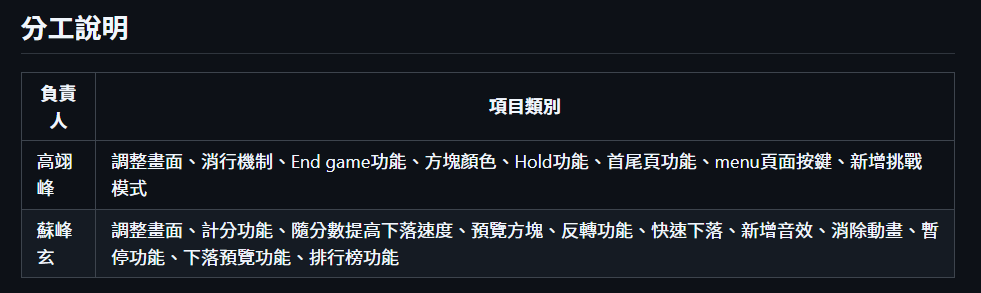 分工說明
負責
人
項目類別
高翊
峰
調整畫面、消行機制、End game功能、方塊顏色、Hold功能、首尾頁功能、menu頁面按鍵、新增挑戰
模式
蘇峰
玄
調整畫面、計分功能、隨分數提高下落速度、預覽方塊、反轉功能、快速下落、新增音效、消除動畫、暫
停功能、下落預覽功能、排行榜功能